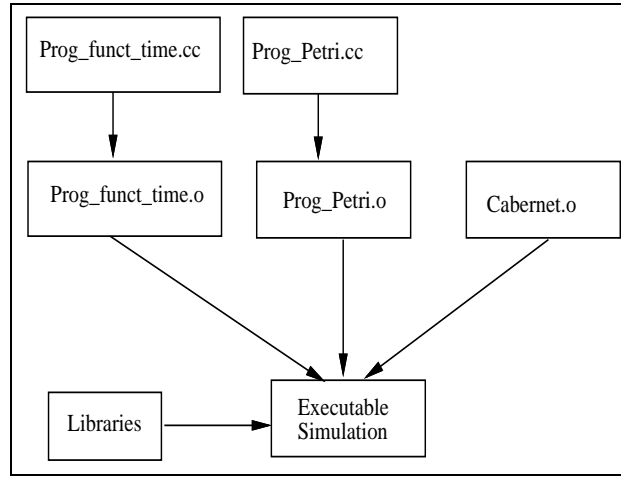 Prog_funct_time.cc
Prog_Petri.cc
Prog_funct_time.o
Prog_Petri.o
Cabernet.o
Libraries
Executable
Simulation